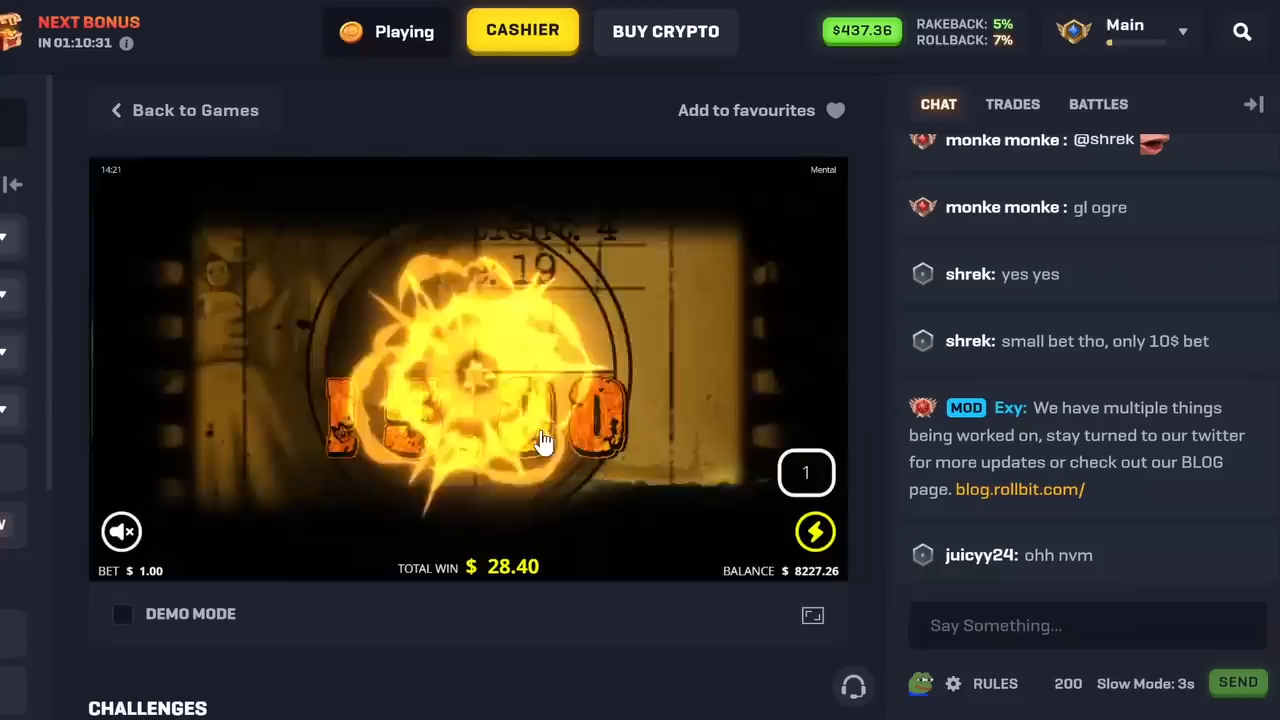 NEXT BONUS
IN 01:10:31
Playing
CASHIER
BUY CRYPTO
$437.36
RAKEBACK: 5%
ROLLBACK: 7%
Main
Back to Games
Add to favourites
CHAT
TRADES
BATTLES
monke monke : @shrek
monke monke : gl ogre
shrek: yes yes
shrek: small bet tho, only 10$ bet
MOD Exy: We have multiple things
being worked on, stay turned to our twitter
for more updates or check out our BLOG
page. blog.rollbit.com/
juicyy24: ohh nvm
14:21
Mental
19
1
BET $ 1.00
TOTAL WIN $ 28.40
BALANCE $ 8227.26
DEMO MODE
Say Something...
RULES
200
Slow Mode: 3s
SEND
CHALLENGES